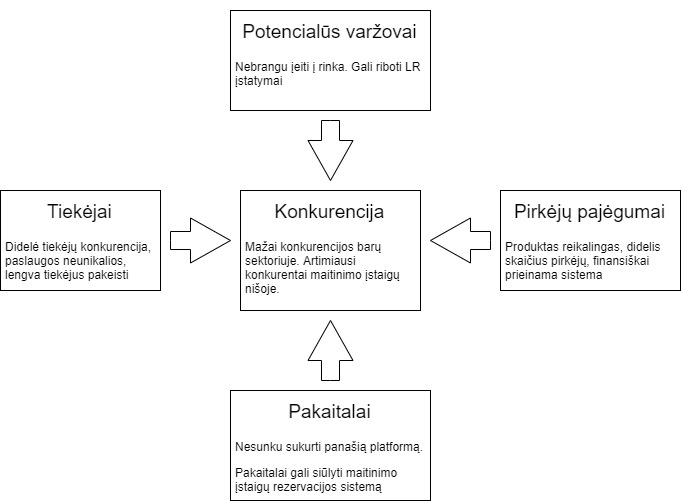 Potencialūs varžovai
Nebrangu įeiti į rinka. Gali riboti LR
įstatymai
Tiekėjai
Didelė tiekėjų konkurencija,
paslaugos neunikalios,
lengva tiekėjus pakeisti
Konkurencija
Mažai konkurencijos barų
sektoriuje. Artimiausi
konkurentai maitinimo įstaigų
nišoje.
Pirkėjų pajėgumai
Produktas reikalingas, didelis
skaičius pirkėjų, finansiškai
prieinama sistema
Pakaitalai
Nesunku sukurti panašią platformą.
Pakaitalai gali siūlyti maitinimo
įstaigų rezervacijos sistemą